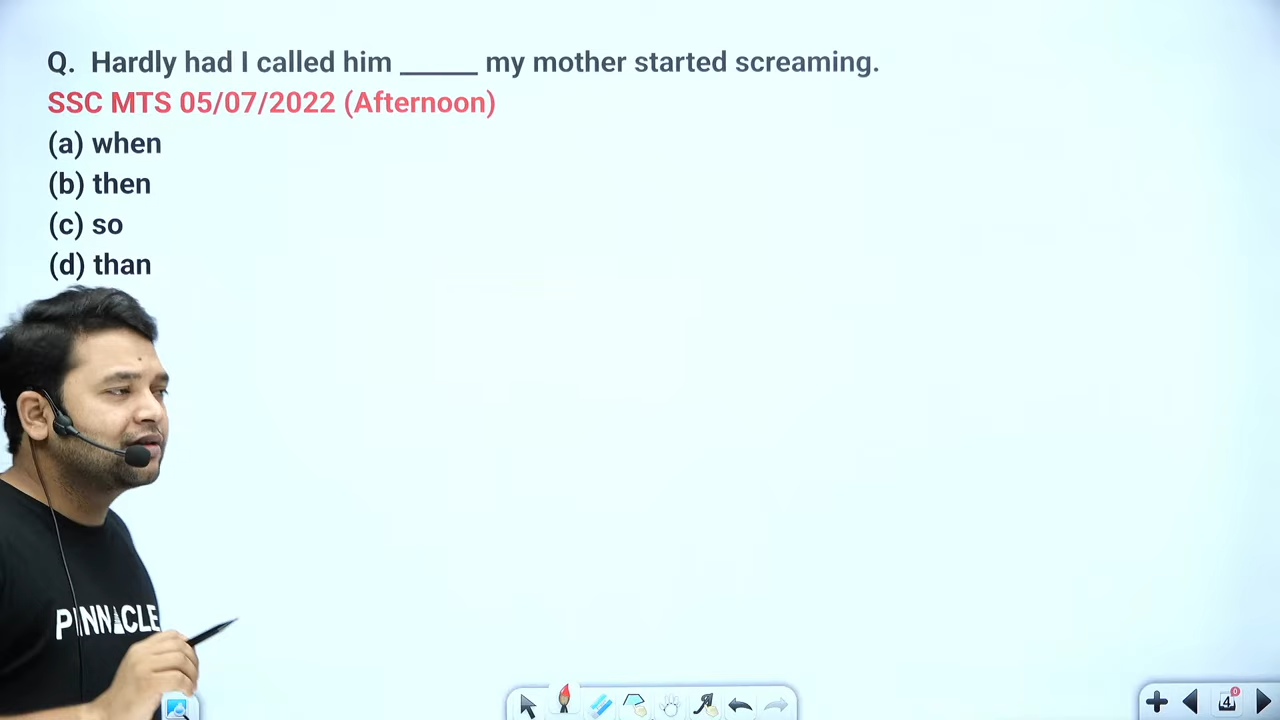 Q. Hardly had I called him ______ my mother started screaming.
SSC MTS 05/07/2022 (Afternoon)
(a) when
(b) then
(c) so
(d) than
PINNACLE
4
0